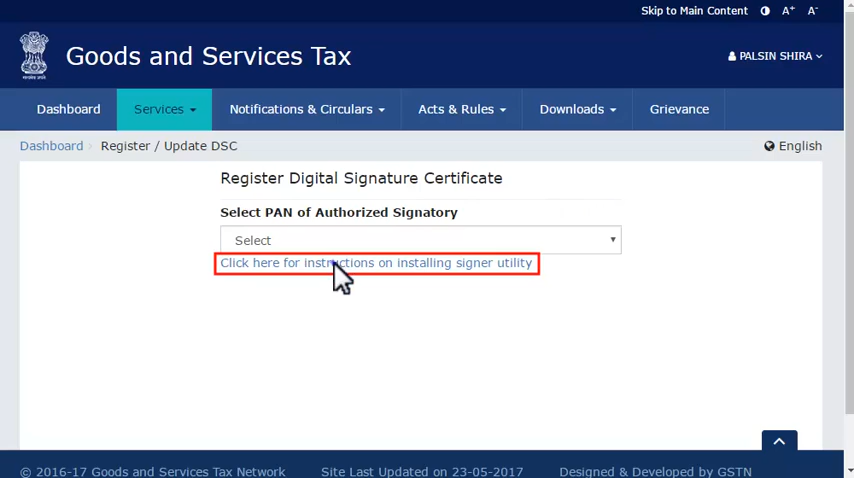 Skip to Main Content A+ A-
Goods and Services Tax
PALSIN SHIRA
Dashboard Services Notifications & Circulars Acts & Rules Downloads Grievance
Dashboard Register / Update DSC English
Register Digital Signature Certificate
Select PAN of Authorized Signatory
Select
Click here for instructions on installing signer utility
© 2016-17 Goods and Services Tax Network Site Last Updated on 23-05-2017 Designed & Developed by GSTN